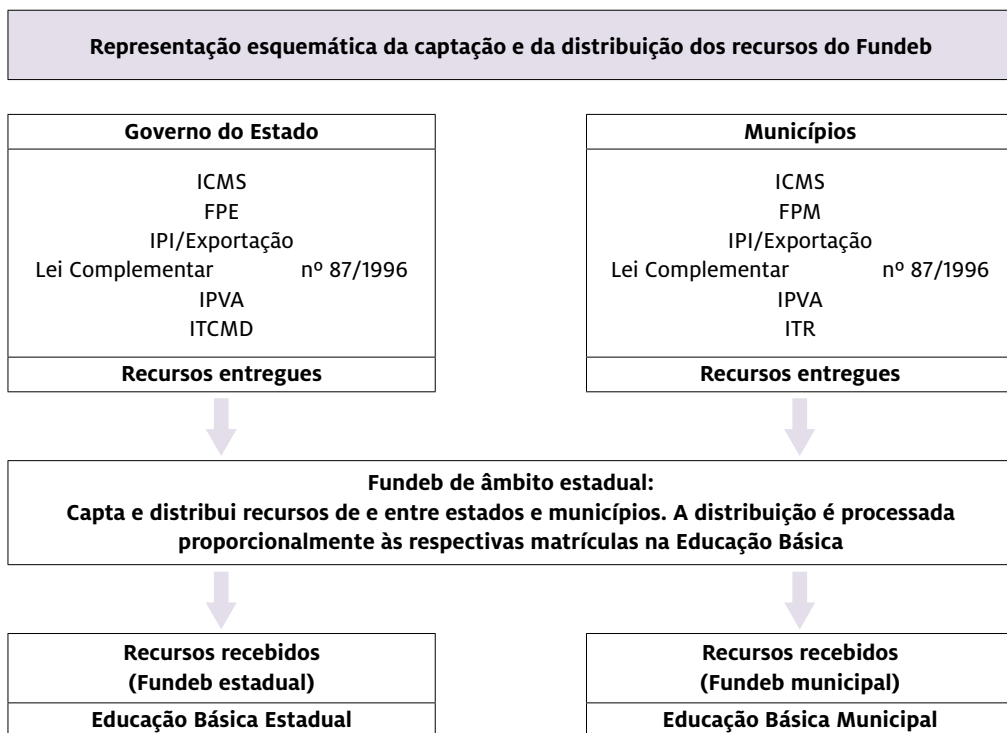 Representação esquemática da captação e da distribuição dos recursos do Fundeb
Governo do Estado
ICMS
FPE
IPI/Exportação
Lei Complementar nº 87/1996
IPVA
ITCMD
Recursos entregues
Municípios
ICMS
FPM
IPI/Exportação
Lei Complementar nº 87/1996
IPVA
ITR
Recursos entregues
Fundeb de âmbito estadual:
Capta e distribui recursos de e entre estados e municípios. A distribuição é processada
proporcionalmente às respectivas matrículas na Educação Básica
Recursos recebidos
(Fundeb estadual)
Educação Básica Estadual
Recursos recebidos
(Fundeb municipal)
Educação Básica Municipal